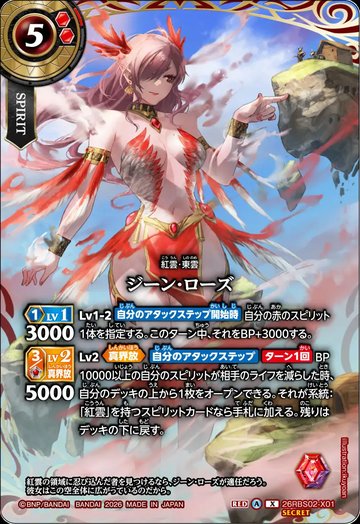 5
SPIRIT
紅雲・東雲
ジーン・ローズ
1 LV1 3000
Lv1-2 自分のアタックステップ開始時 自分の赤のスピリット
1体を指定する。このターン中、それをBP+3000する。
3 LV2 5000
Lv2 真界放 自分のアタックステップ ターン1回 BP
10000以上の自分のスピリットが相手のライフを減らした時、
自分のデッキの上から1枚をオープンできる。それが系統:
「紅雲」を持つスピリットカードなら手札に加える。残りは
デッキの下に戻す。
紅雲の領域に忍び込んだ者を見つけるなら、ジーン・ローズが適任だろう。
彼女はこの空全体に広がっているのだから。
Illustration:kuyoan
©BNP/BANDAI BANDAI 2026 MADE IN JAPAN
RED A X 26RBS02-X01
SECRET